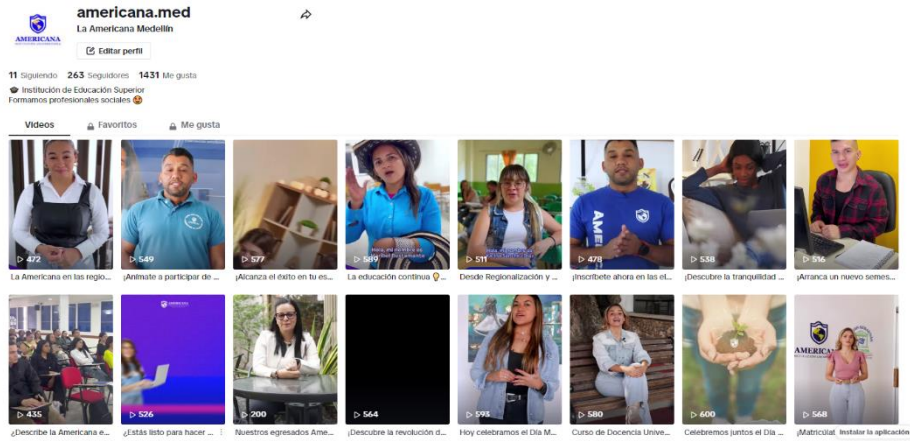 americana.med
La Americana Medellín
AMERICANA
Editar perfil
11 Siguiendo 263 Seguidores 1431 Me gusta
Institución de Educación Superior
Formamos profesionales sociales
Videos Favoritos Me gusta
472 549 577 589 511 478 538 516
La Americana en las regio... ¡Anímate a participar de ... ¡Alcanza el éxito en tu es... La educación continua ... Desde Regionalización y ... ¡Inscríbete ahora en las el... ¡Descubre la tranquilidad ... ¡Arranca un nuevo semes...
AMERICANA
AMERICA
435 526 200 564 593 580 600 568
¿Describe la Americana e... ¿Estás listo para hacer ... Nuestros egresados Ame... ¡Descubre la revolución d... Hoy celebramos el Día M... Curso de Docencia Unive... Celebremos juntos el Día ... ¡Matricúlat Instalar la aplicación